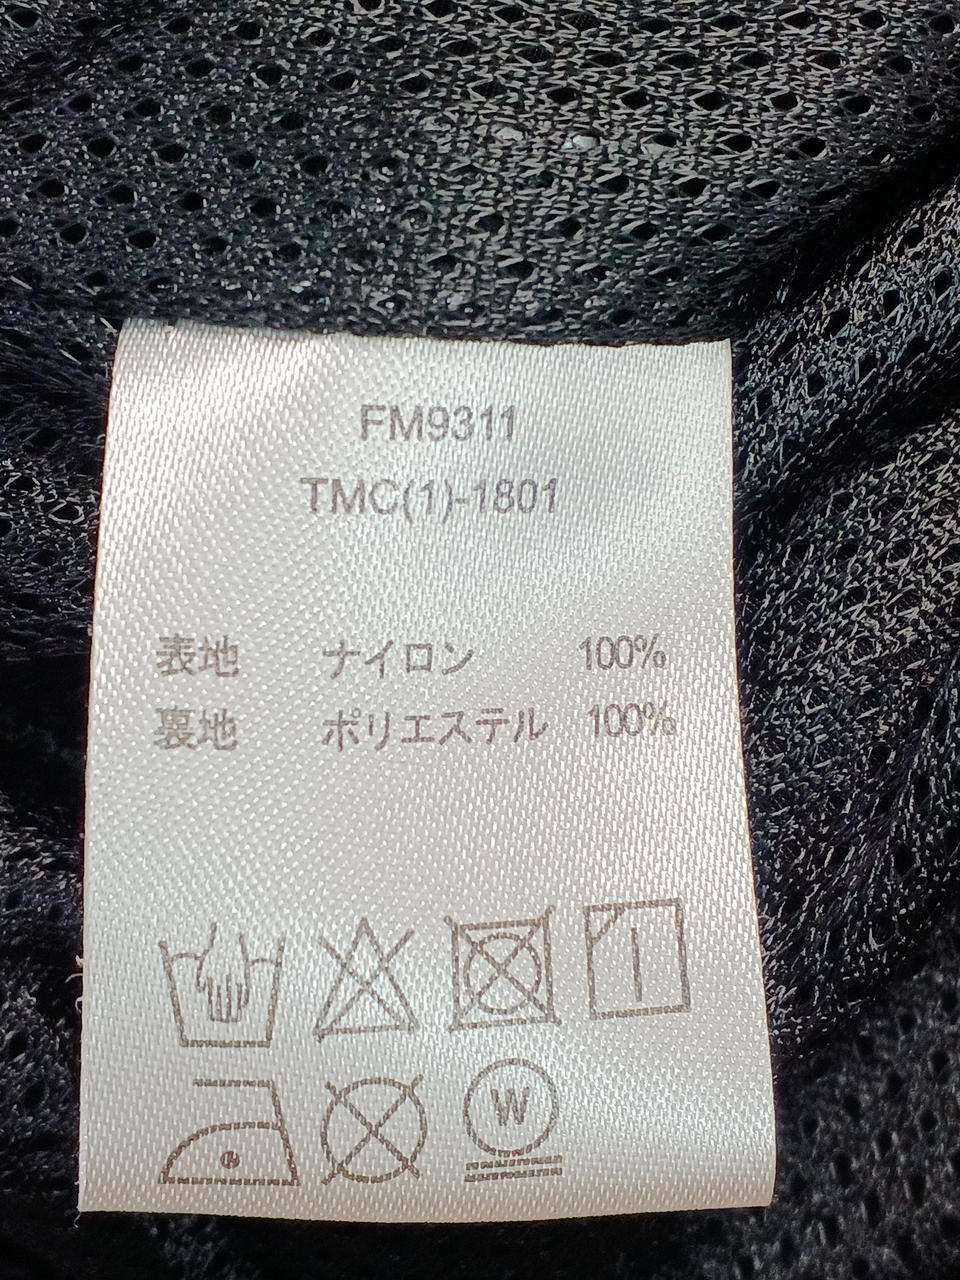 FM9311
TMC(1)-1801
表地 ナイロン 100%
裏地 ポリエステル 100%
W